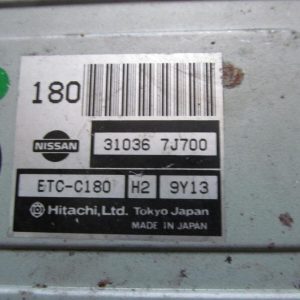 180
NISSAN 31036 7J700
ETC-C180 H2 9Y13
Hitachi, Ltd. Tokyo Japan
MADE IN JAPAN